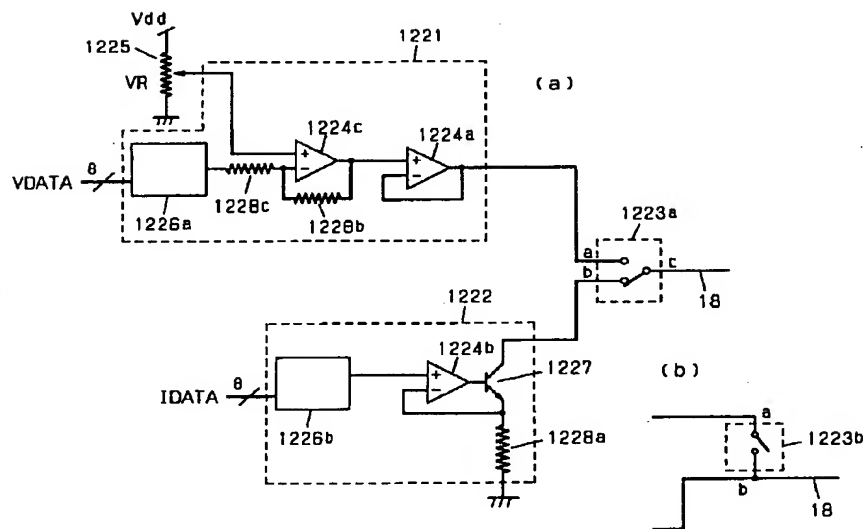 Vdd
1225
VR
1221
(a)
1224c
1224a
+
-
+
-
VDATA
8
1226a
1228c
1228b
1223a
a
b
c
18
1222
1224b
1227
+
-
IDATA
8
1226b
1228a
(b)
a
1223b
b
18